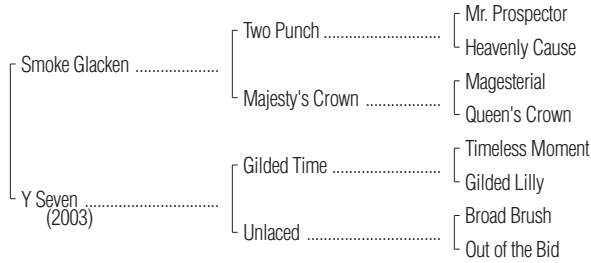 Mr. Prospector
Two Punch ......................
Heavenly Cause
Smoke Glacken ................
Magesterial
Majesty's Crown ..............
Queen's Crown
Timeless Moment
Gilded Time .....................
Gilded Lilly
Y Seven ..........................
(2003)
Broad Brush
Unlaced ..........................
Out of the Bid